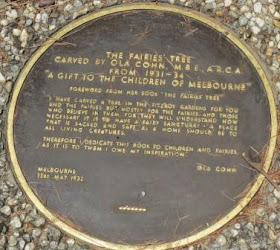 THE FAIRIES' TREE
CARVED BY OLA COHN, M.B.E., A.R.C.A.
FROM 1931-34
"A GIFT TO THE CHILDREN OF MELBOURNE"
FOREWORD FROM HER BOOK "THE FAIRIES' TREE"
"I HAVE CARVED A TREE IN THE FITZROY GARDENS FOR YOU
AND THE FAIRIES, BUT MOSTLY FOR THE FAIRIES AND THOSE
WHO BELIEVE IN THEM, FOR THEY WILL UNDERSTAND HOW
NECESSARY IT IS TO HAVE A FAIRY SANCTUARY - A PLACE
THAT IS SACRED AND SAFE AS A HOME SHOULD BE TO
ALL LIVING CREATURES.
THEREFORE I DEDICATE THIS BOOK TO CHILDREN AND FAIRIES,
AS IT IS TO THEM I OWE MY INSPIRATION."
OLA COHN
MELBOURNE
MAY 1932